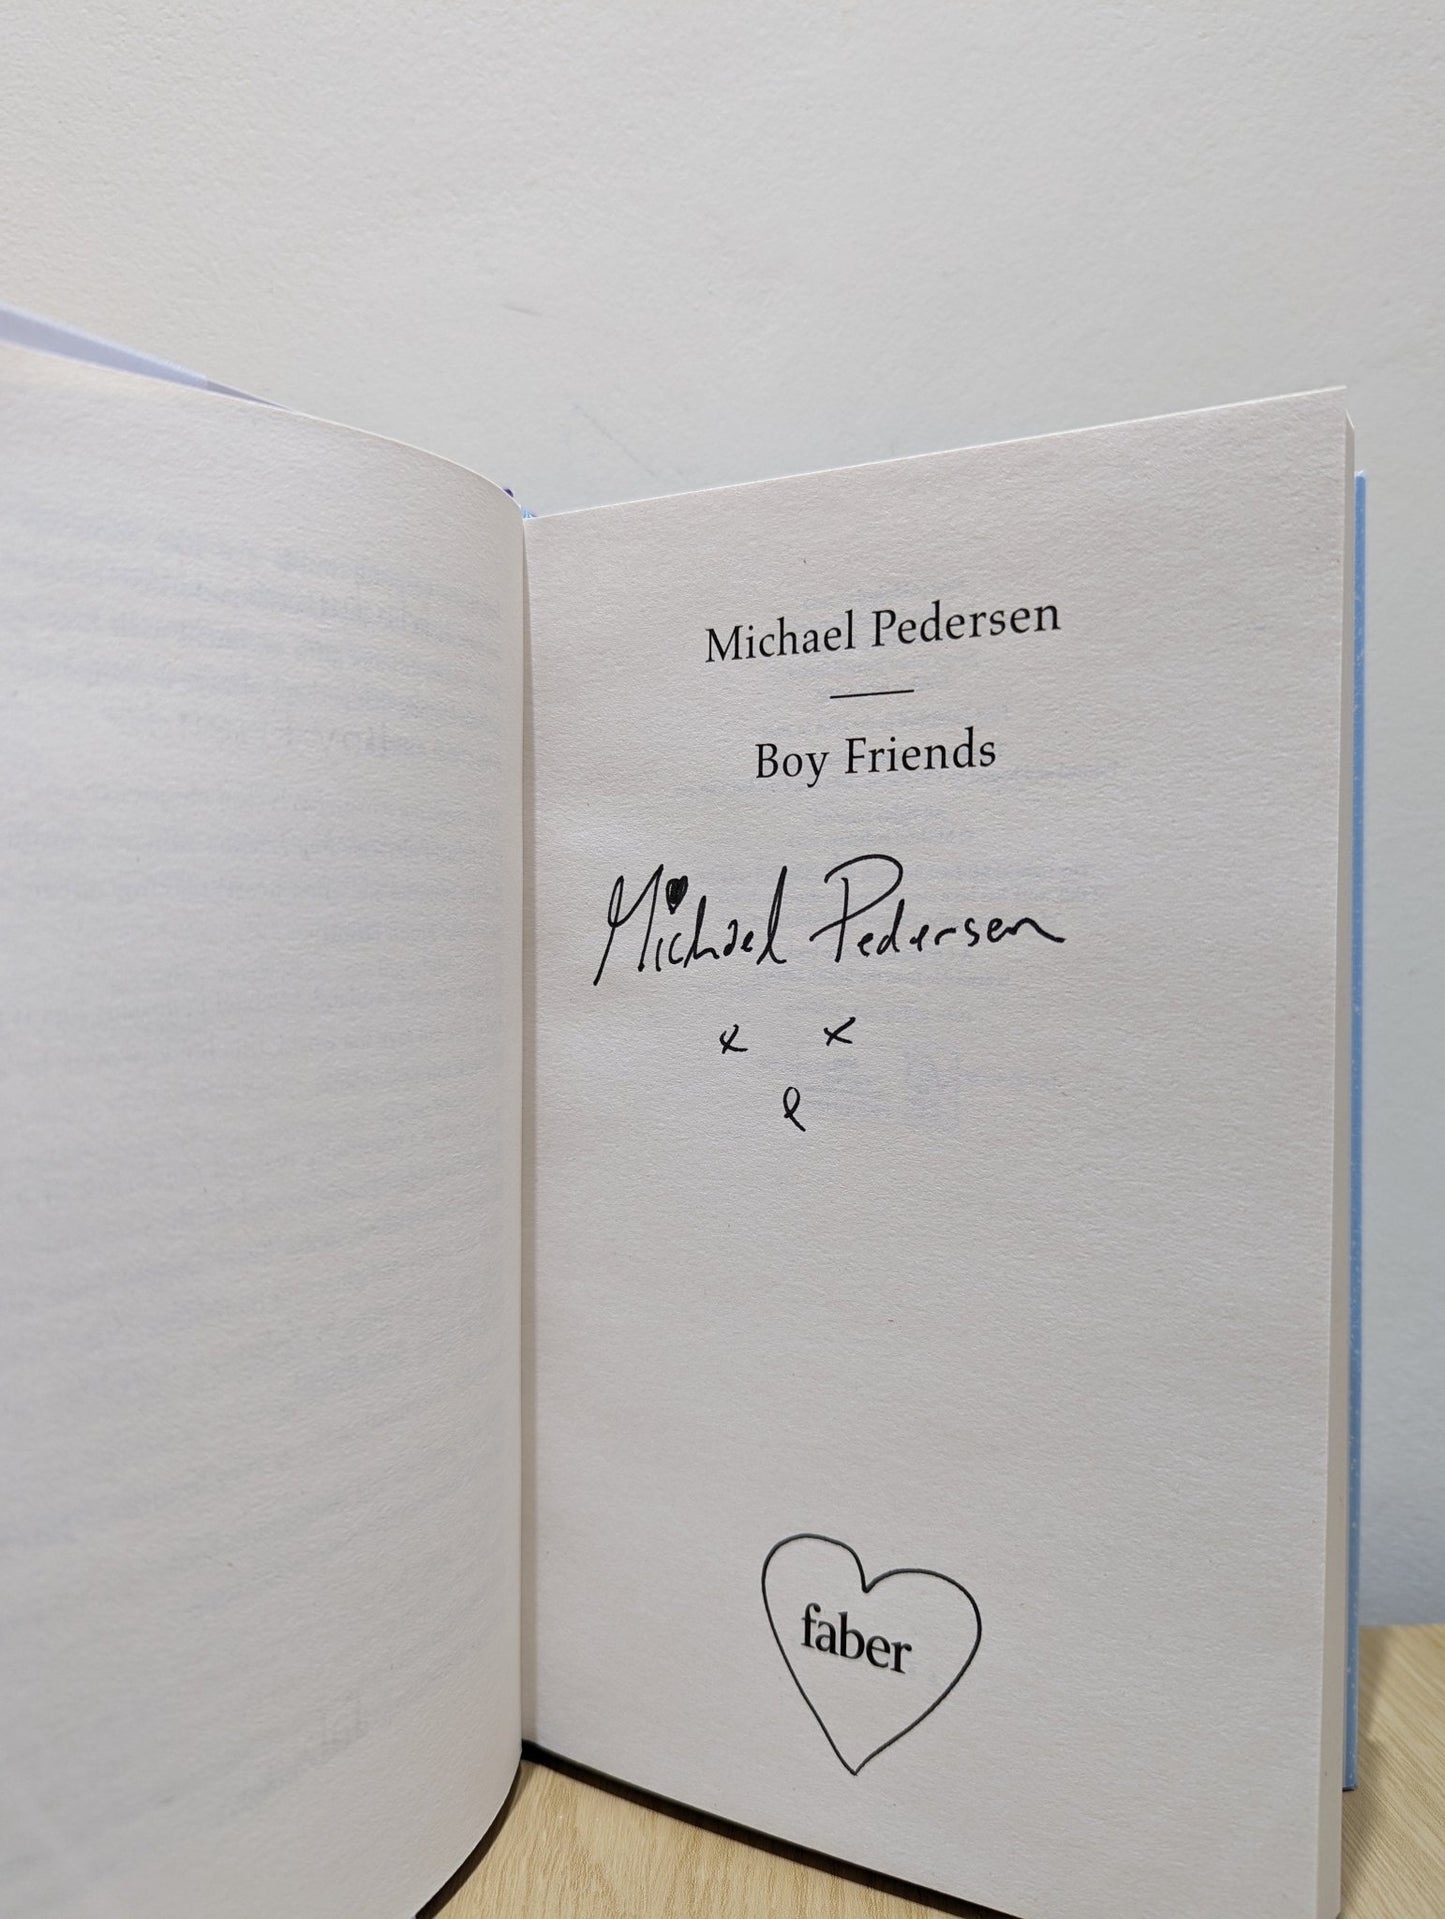 Michael Pedersen
Boy Friends
Michael Pedersen
x x
x
faber